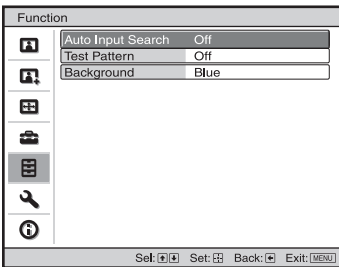 Function
Auto Input Search Off
Test Pattern Off
Background Blue
Sel: Set: Back: Exit: MENU